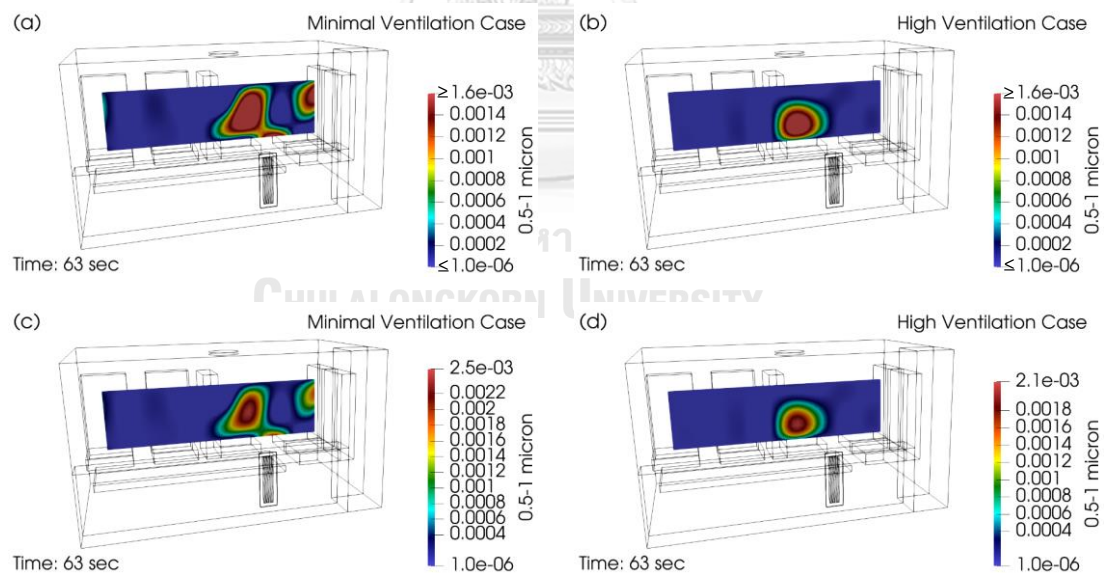 (a) Minimal Ventilation Case
≥ 1.6e-03
0.0014
0.0012
0.001
0.0008
0.0006
0.0004
0.0002
≤ 1.0e-06
0.5-1 micron
Time: 63 sec
(b) High Ventilation Case
≥ 1.6e-03
0.0014
0.0012
0.001
0.0008
0.0006
0.0004
0.0002
≤ 1.0e-06
0.5-1 micron
Time: 63 sec
CHULALONGKORN UNIVERSITY
(c) Minimal Ventilation Case
2.5e-03
0.0022
0.002
0.0018
0.0016
0.0014
0.0012
0.001
0.0008
0.0006
0.0004
1.0e-06
0.5-1 micron
Time: 63 sec
(d) High Ventilation Case
2.1e-03
0.0018
0.0016
0.0014
0.0012
0.001
0.0008
0.0006
0.0004
1.0e-06
0.5-1 micron
Time: 63 sec